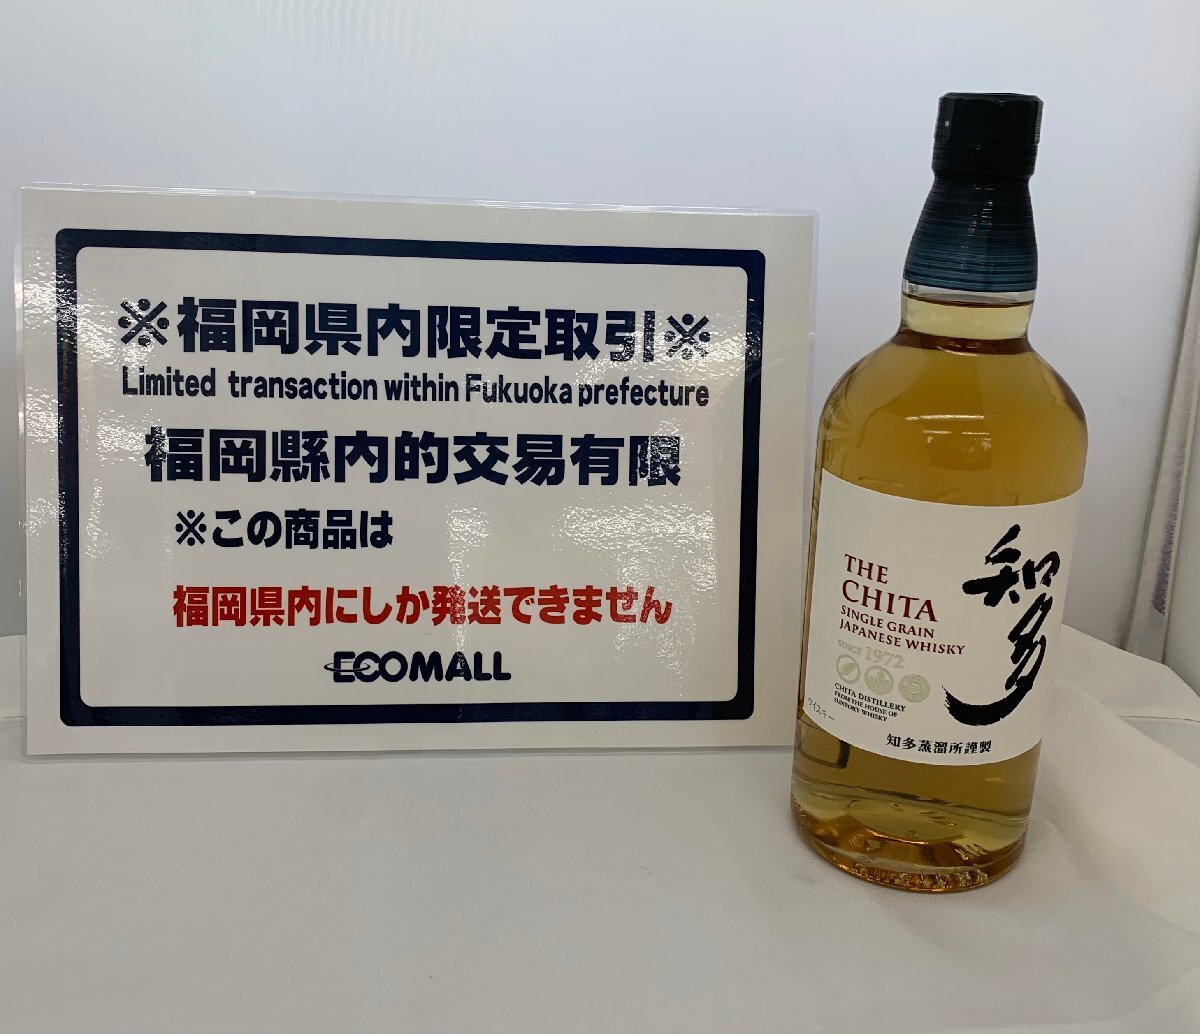 ※福岡県内限定取引※
Limited transaction within Fukuoka prefecture
福岡縣内的交易有限
※この商品は
福岡県内にしか発送できません
ECOMALL
知多
THE
CHITA
SINGLE GRAIN
JAPANESE WHISKY
SINCE 1972
CHITA DISTILLERY
FROM THE HOUSE OF
SUNTORY WHISKY
ウイスキー
知多蒸溜所謹製